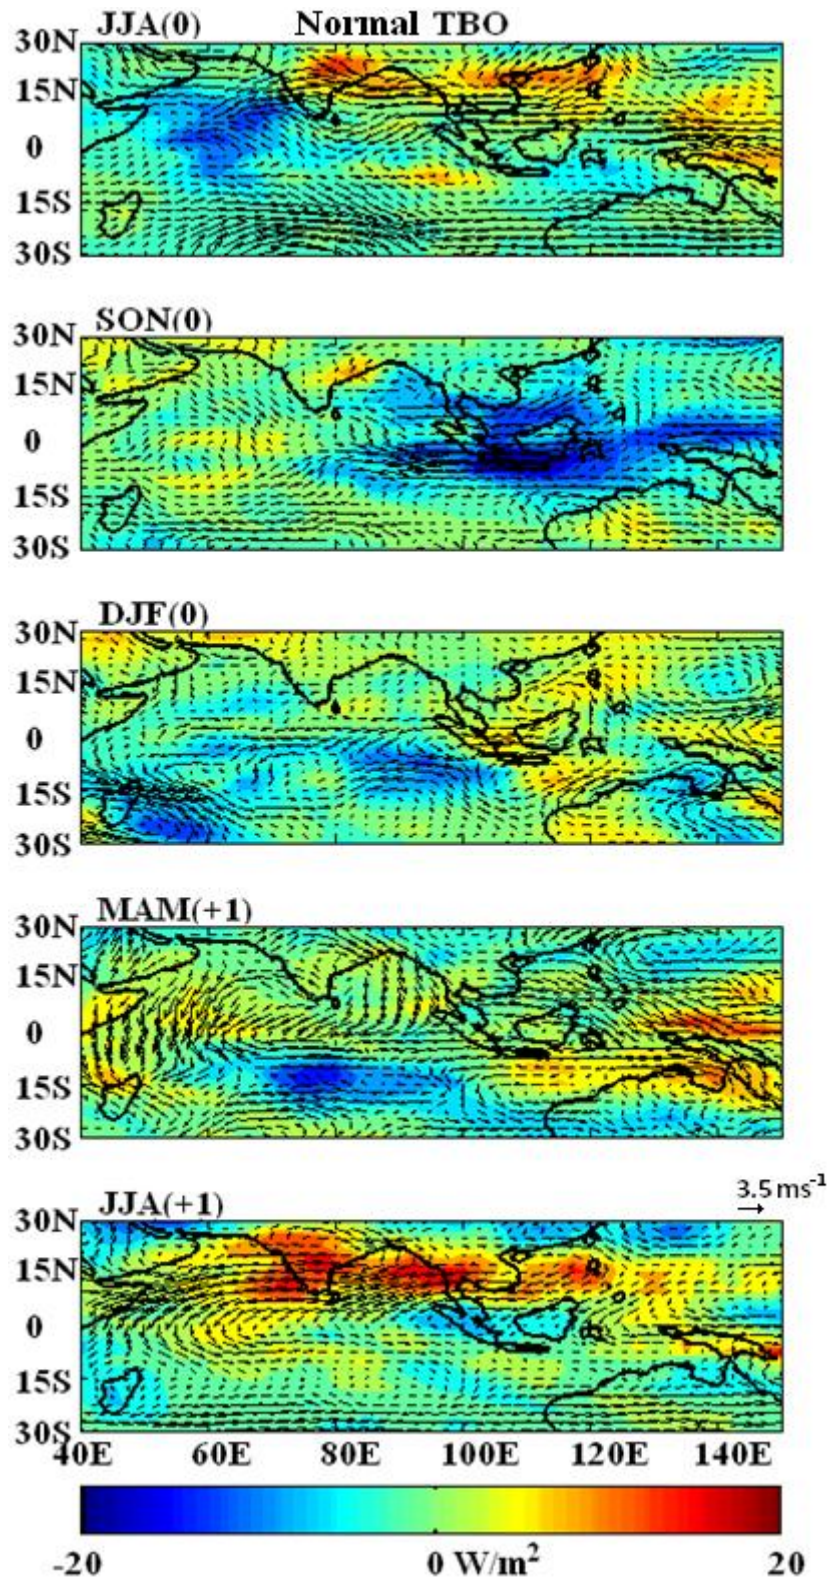 JJA(0) Normal TBO
30N
15N
0
15S
30S
SON(0)
30N
15N
0
15S
30S
DJF(0)
30N
15N
0
15S
30S
MAM(+1)
30N
15N
0
15S
30S
3.5 ms⁻¹
JJA(+1)
30N
15N
0
15S
30S
40E 60E 80E 100E 120E 140E
-20 0 W/m² 20